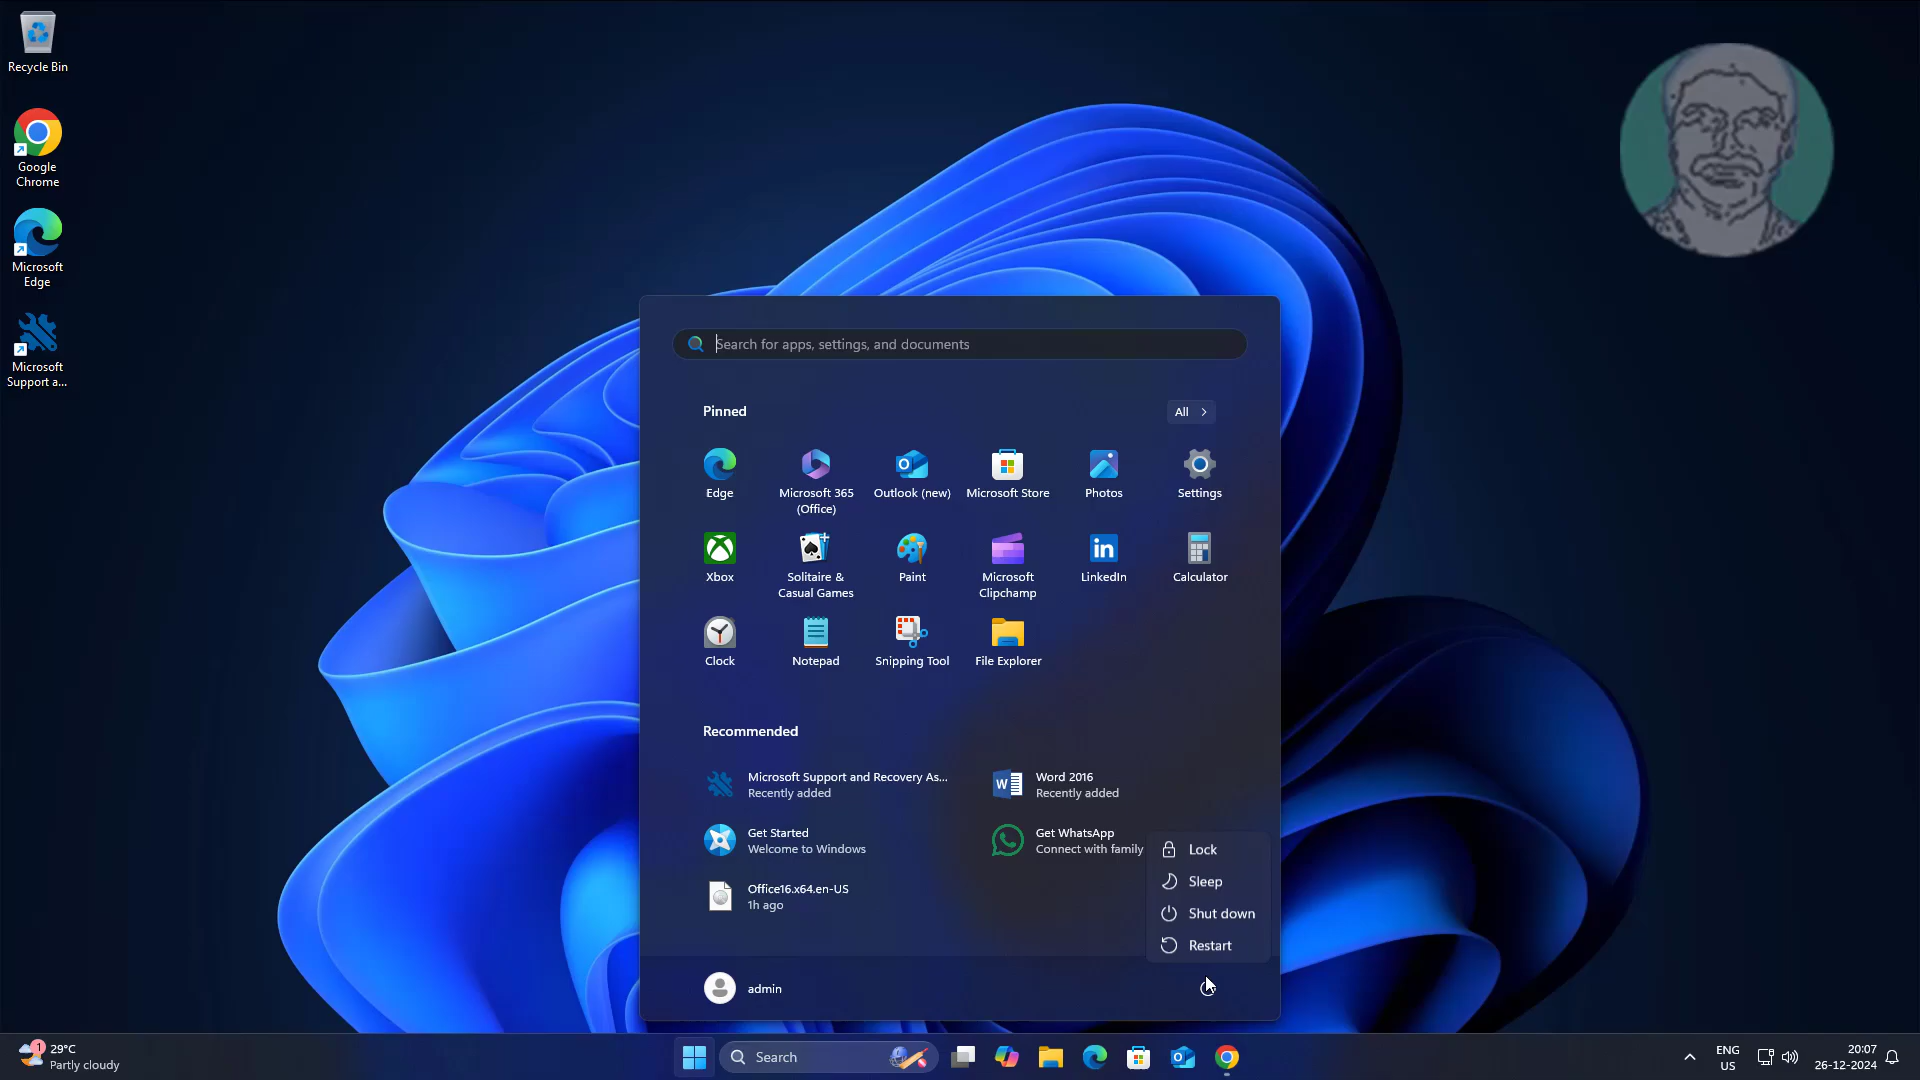 Recycle Bin
Google
Chrome
Microsoft
Edge
Microsoft
Support a...
Search for apps, settings, and documents
Pinned
All
Edge
Microsoft 365
(Office)
Outlook (new)
Microsoft Store
Photos
Settings
Xbox
Solitaire &
Casual Games
Paint
Microsoft
Clipchamp
LinkedIn
Calculator
Clock
Notepad
Snipping Tool
File Explorer
Recommended
Microsoft Support and Recovery As...
Recently added
Word 2016
Recently added
Get Started
Welcome to Windows
Get WhatsApp
Connect with family
Office16.x64.en-US
1h ago
Lock
Sleep
Shut down
Restart
admin
1
29°C
Partly cloudy
Search
ENG
US
20:07
26-12-2024